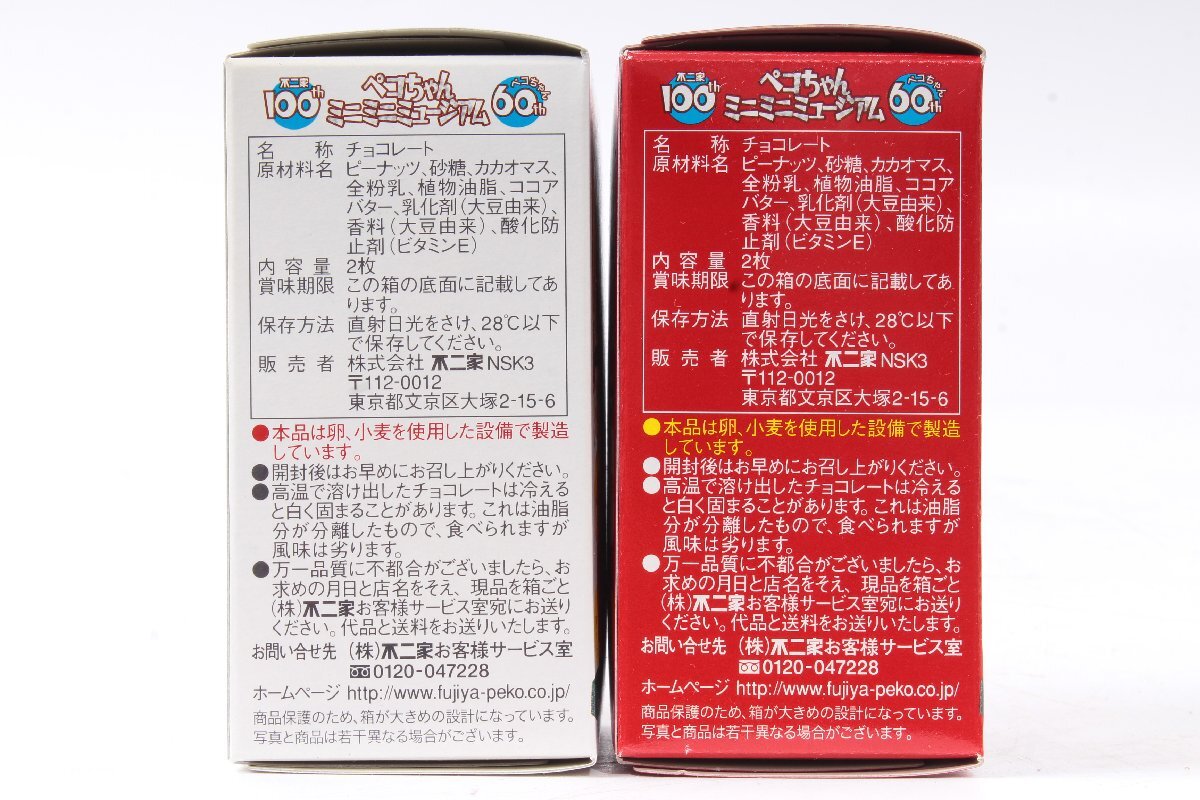 不二家
100th
ペコちゃん
ミニミニミュージアム
ペコちゃん
60th
名称 チョコレート
原材料名 ピーナッツ、砂糖、カカオマス、
全粉乳、植物油脂、ココア
バター、乳化剤(大豆由来)、
香料(大豆由来)、酸化防
止剤(ビタミンE)
内容量 2枚
賞味期限 この箱の底面に記載してあ
ります。
保存方法 直射日光をさけ、28℃以下
で保存してください。
販売者 株式会社 不二家 NSK3
〒112-0012
東京都文京区大塚2-15-6
●本品は卵、小麦を使用した設備で製造
しています。
●開封後はお早めにお召し上がりください。
●高温で溶け出したチョコレートは冷える
と白く固まることがあります。これは油脂
分が分離したもので、食べられますが
風味は劣ります。
●万一品質に不都合がございましたら、お
求めの月日と店名をそえ、現品を箱ごと
(株)不二家お客様サービス室宛にお送り
ください。代品と送料をお送りいたします。
お問い合せ先 (株)不二家お客様サービス室
0120-047228
ホームページ http://www.fujiya-peko.co.jp/
商品保護のため、箱が大きめの設計になっています。
写真と商品は若干異なる場合がございます。
不二家
100th
ペコちゃん
ミニミニミュージアム
ペコちゃん
60th
名称 チョコレート
原材料名 ピーナッツ、砂糖、カカオマス、
全粉乳、植物油脂、ココア
バター、乳化剤(大豆由来)、
香料(大豆由来)、酸化防
止剤(ビタミンE)
内容量 2枚
賞味期限 この箱の底面に記載してあ
ります。
保存方法 直射日光をさけ、28℃以下
で保存してください。
販売者 株式会社 不二家 NSK3
〒112-0012
東京都文京区大塚2-15-6
●本品は卵、小麦を使用した設備で製造
しています。
●開封後はお早めにお召し上がりください。
●高温で溶け出したチョコレートは冷える
と白く固まることがあります。これは油脂
分が分離したもので、食べられますが
風味は劣ります。
●万一品質に不都合がございましたら、お
求めの月日と店名をそえ、現品を箱ごと
(株)不二家お客様サービス室宛にお送り
ください。代品と送料をお送りいたします。
お問い合せ先 (株)不二家お客様サービス室
0120-047228
ホームページ http://www.fujiya-peko.co.jp/
商品保護のため、箱が大きめの設計になっています。
写真と商品は若干異なる場合がございます。